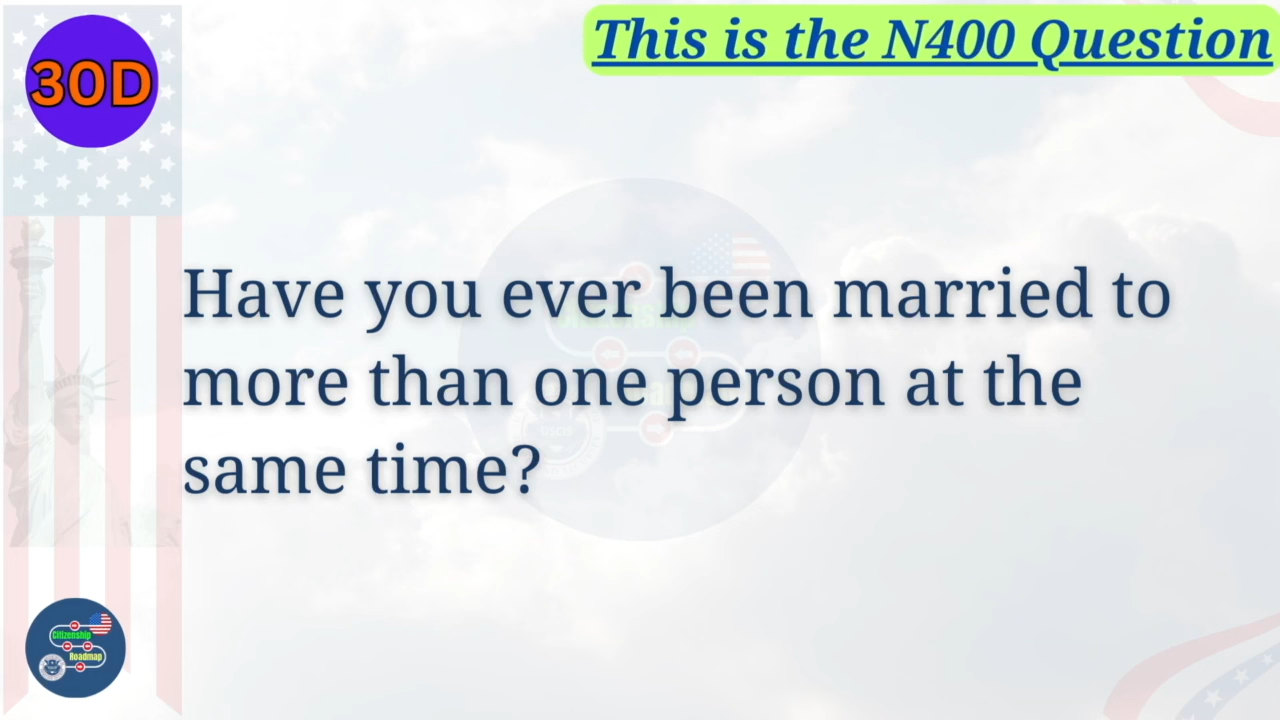 30D
This is the N400 Question
Have you ever been married to
more than one person at the
same time?
Citizenship
Roadmap